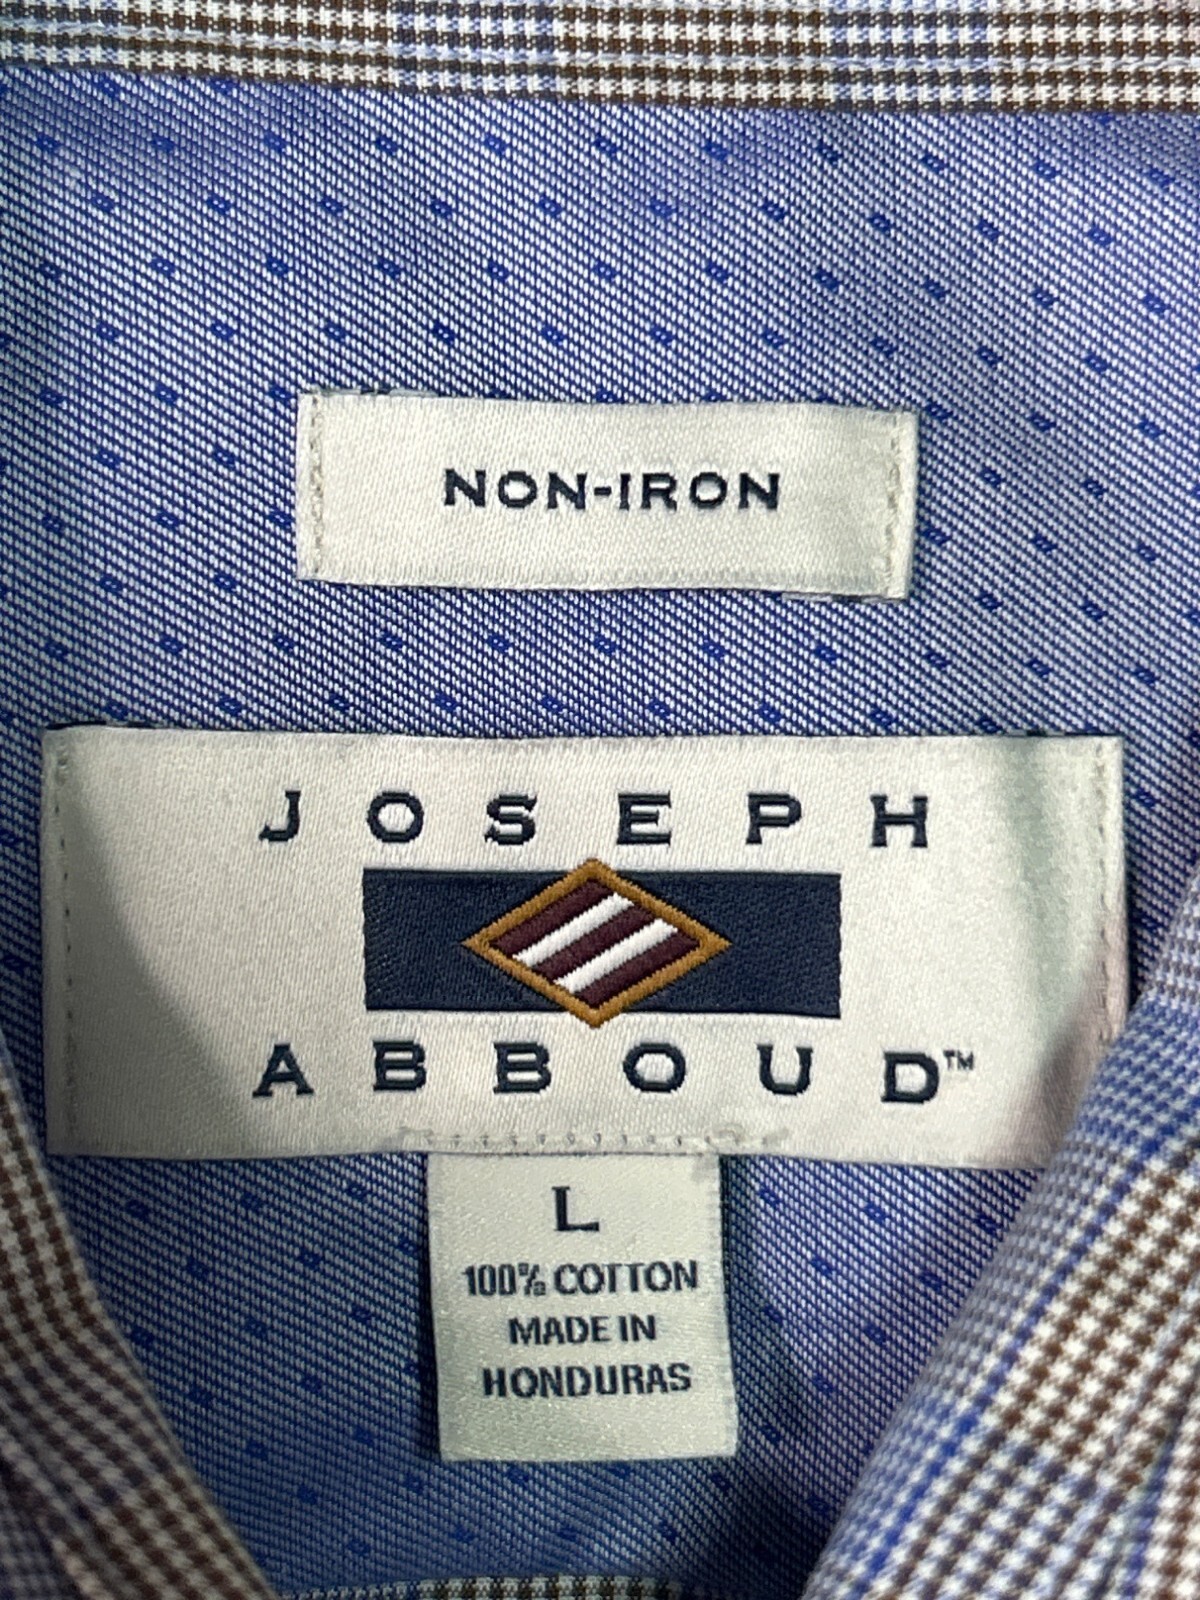 NON-IRON
JOSEPH
ABBOUD™
L
100% COTTON
MADE IN
HONDURAS